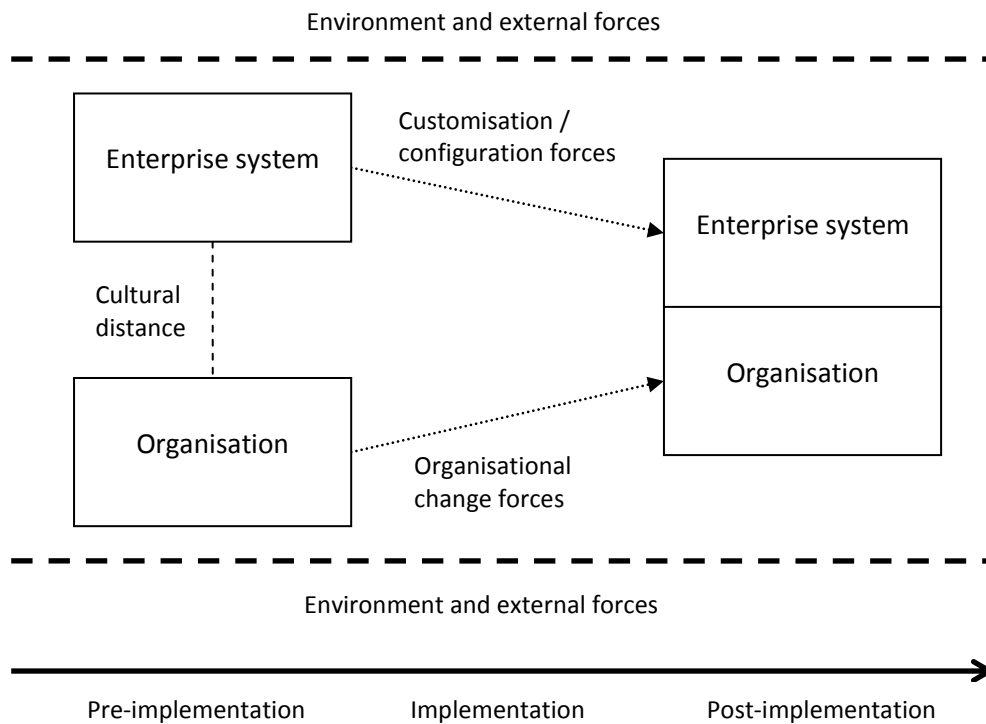 Environment and external forces
Enterprise system
Customisation /
configuration forces
Enterprise system
Cultural
distance
Organisation
Organisation
Organisational
change forces
Environment and external forces
Pre-implementation
Implementation
Post-implementation